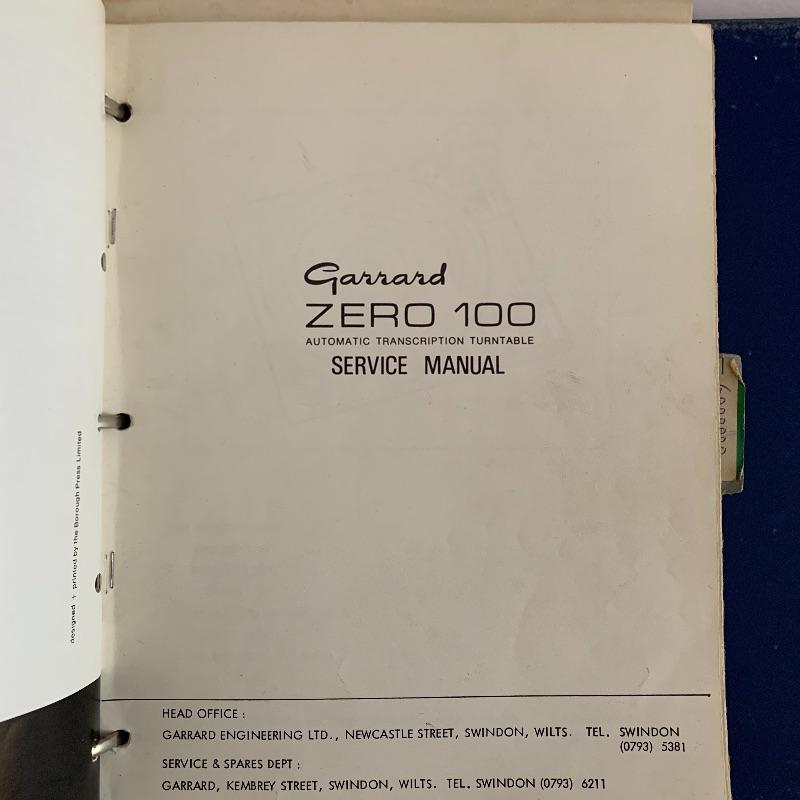 Garrard
ZERO 100
AUTOMATIC TRANSCRIPTION TURNTABLE
SERVICE MANUAL
designed + printed by the Borough Press Limited
HEAD OFFICE :
GARRARD ENGINEERING LTD., NEWCASTLE STREET, SWINDON, WILTS. TEL. SWINDON
(0793) 5381
SERVICE & SPARES DEPT :
GARRARD, KEMBREY STREET, SWINDON, WILTS. TEL. SWINDON (0793) 6211